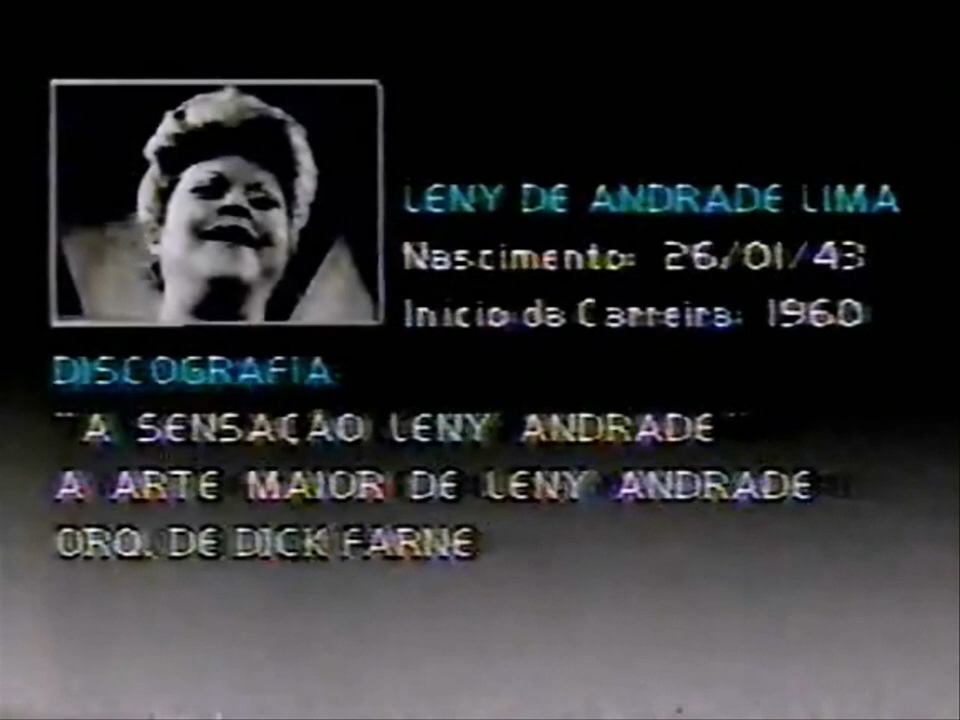 LENY DE ANDRADE LIMA
Nascimento: 26/01/43
Início da Carreira: 1960
DISCOGRAFIA:
"A SENSAÇÃO LENY ANDRADE"
A ARTE MAIOR DE LENY ANDRADE
ORQ. DE DICK FARNE